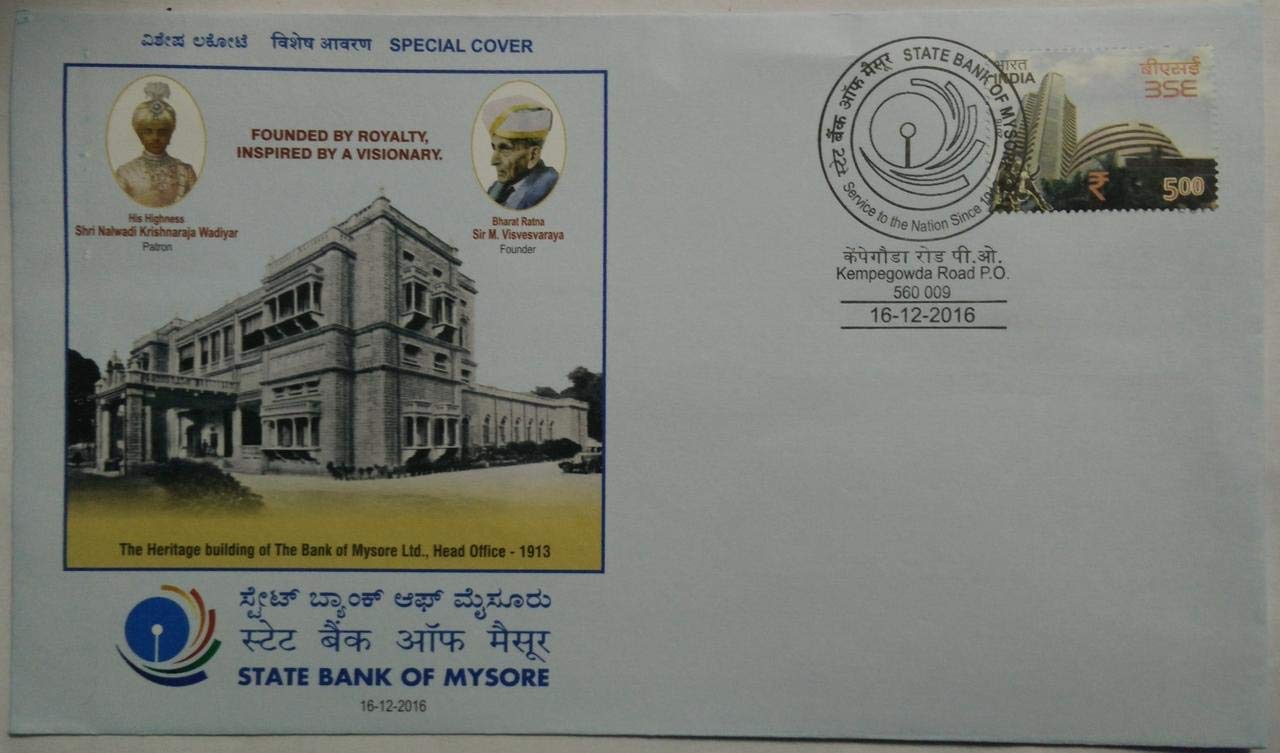 ವಿಶೇಷ ಲಕೋಟೆ विशेष आवरण SPECIAL COVER
FOUNDED BY ROYALTY,
INSPIRED BY A VISIONARY.
His Highness
Shri Nalwadi Krishnaraja Wadiyar
Patron
Bharat Ratna
Sir M. Visvesvaraya
Founder
The Heritage building of The Bank of Mysore Ltd., Head Office - 1913
ಸ್ಟೇಟ್ ಬ್ಯಾಂಕ್ ಆಫ್ ಮೈಸೂರು
स्टेट बैंक ऑफ मैसूर
STATE BANK OF MYSORE
16-12-2016
स्टेट बैंक ऑफ मैसूर STATE BANK OF MYSORE
Service to the Nation Since
केंपेगौडा रोड पी.ओ.
Kempegowda Road P.O.
560 009
16-12-2016
भारत
INDIA
बीएसई
BSE
₹ 500